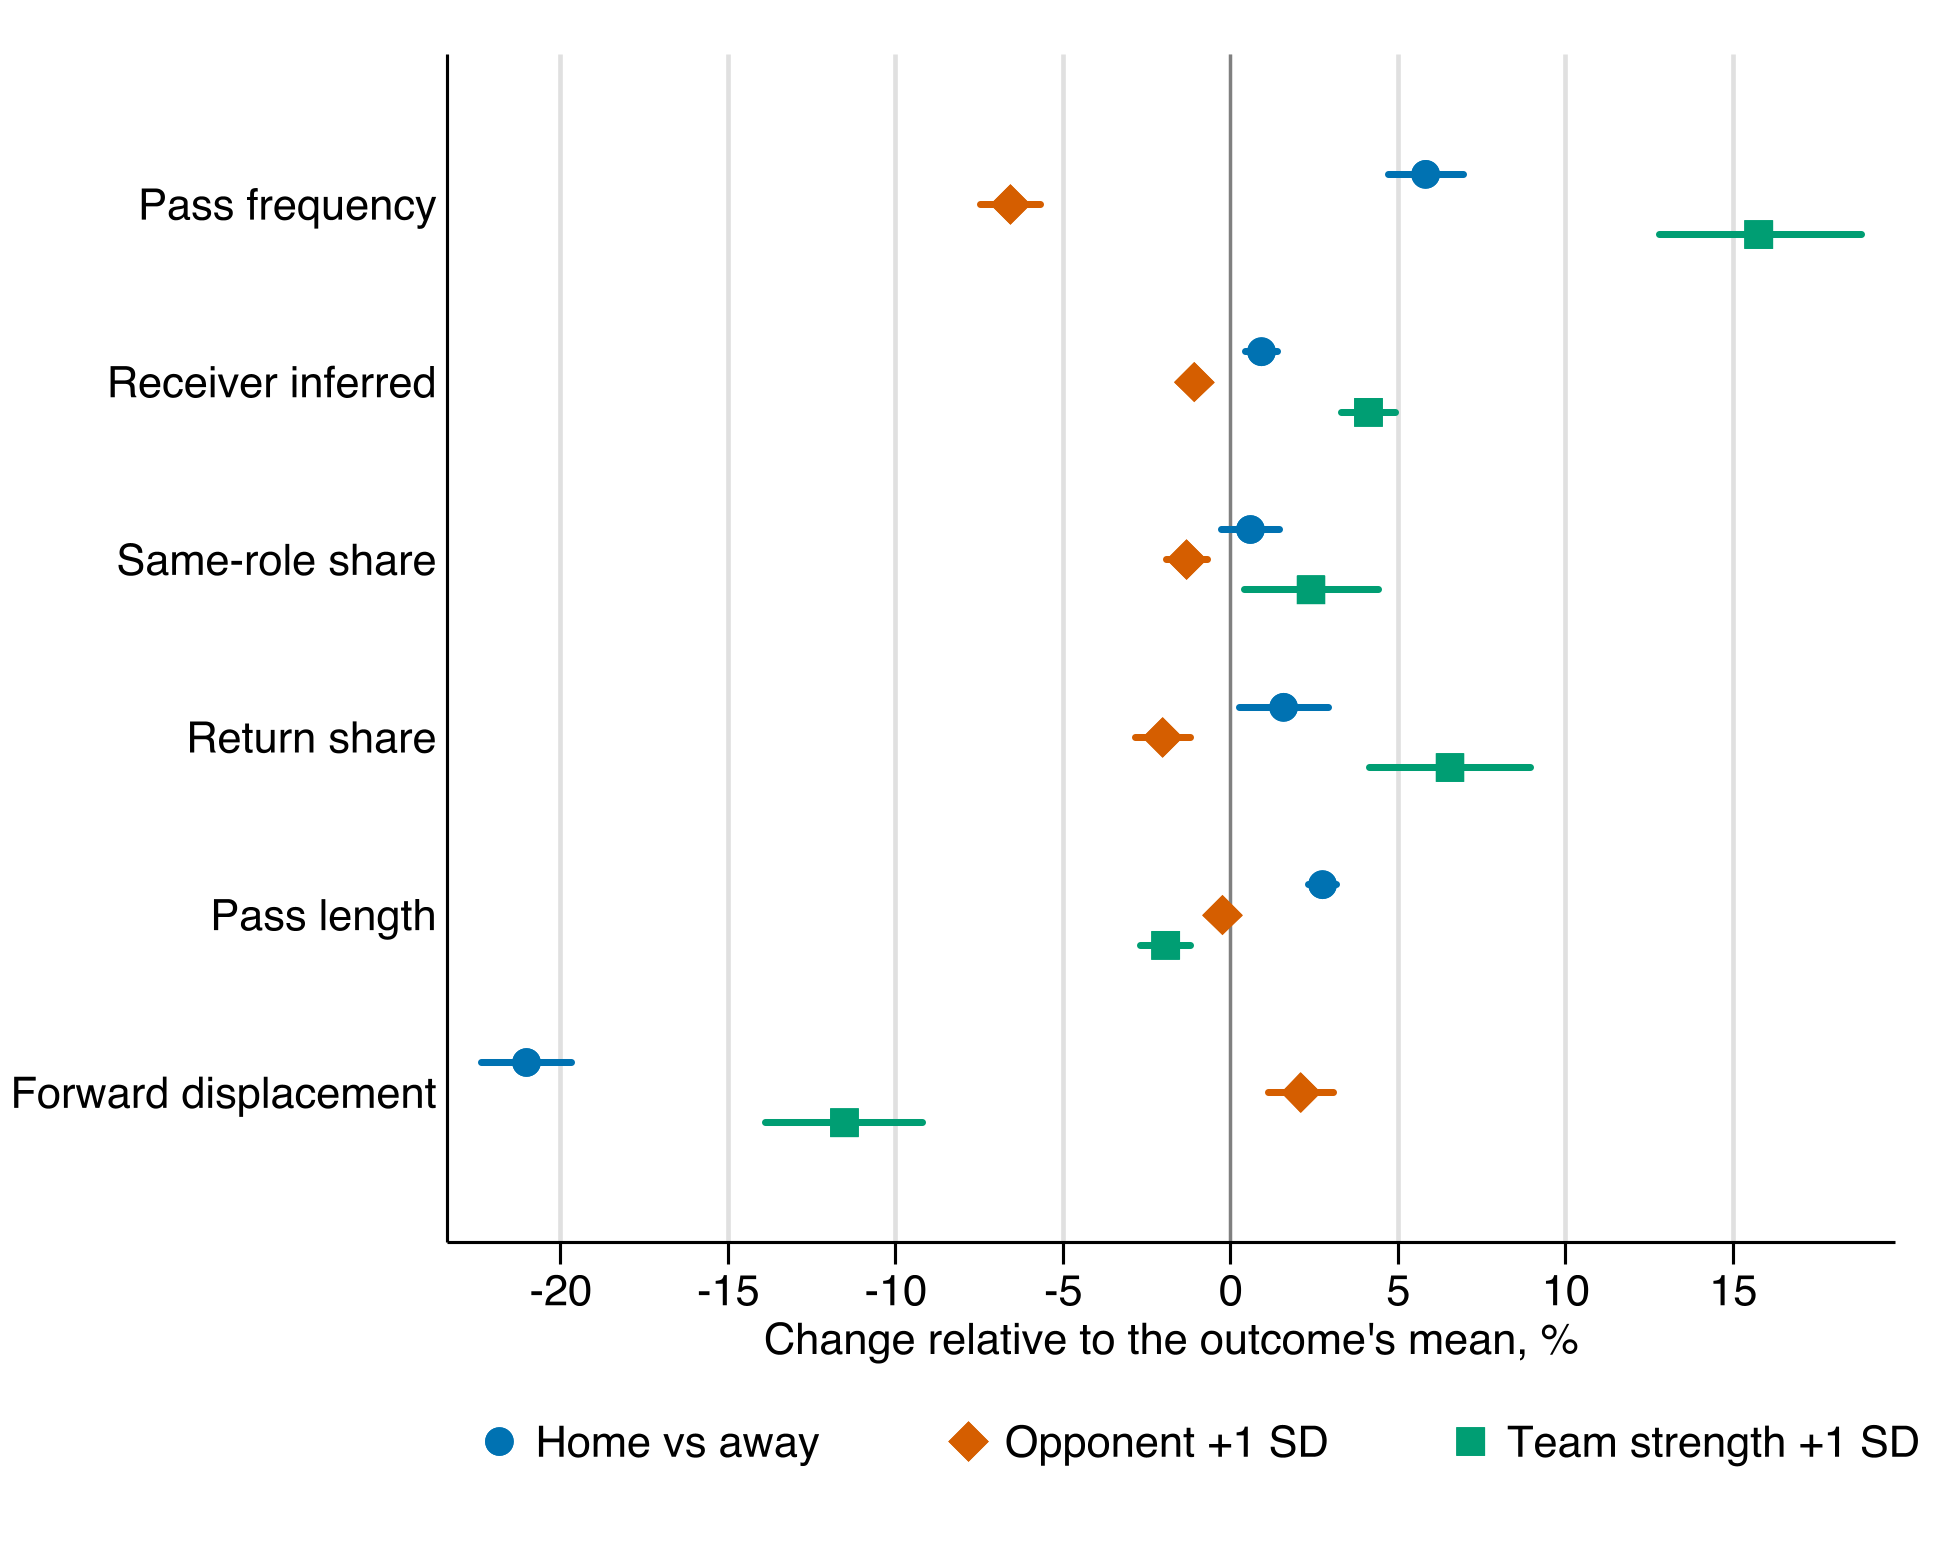 Pass frequency
Receiver inferred
Same-role share
Return share
Pass length
Forward displacement
-20 -15 -10 -5 0 5 10 15
Change relative to the outcome's mean, %
Home vs away Opponent +1 SD Team strength +1 SD